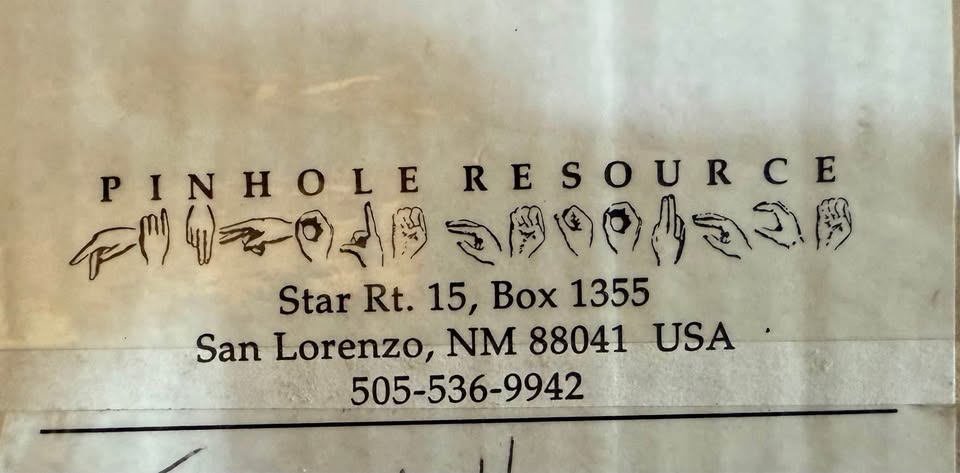 PINHOLE RESOURCE
Star Rt. 15, Box 1355
San Lorenzo, NM 88041 USA
505-536-9942